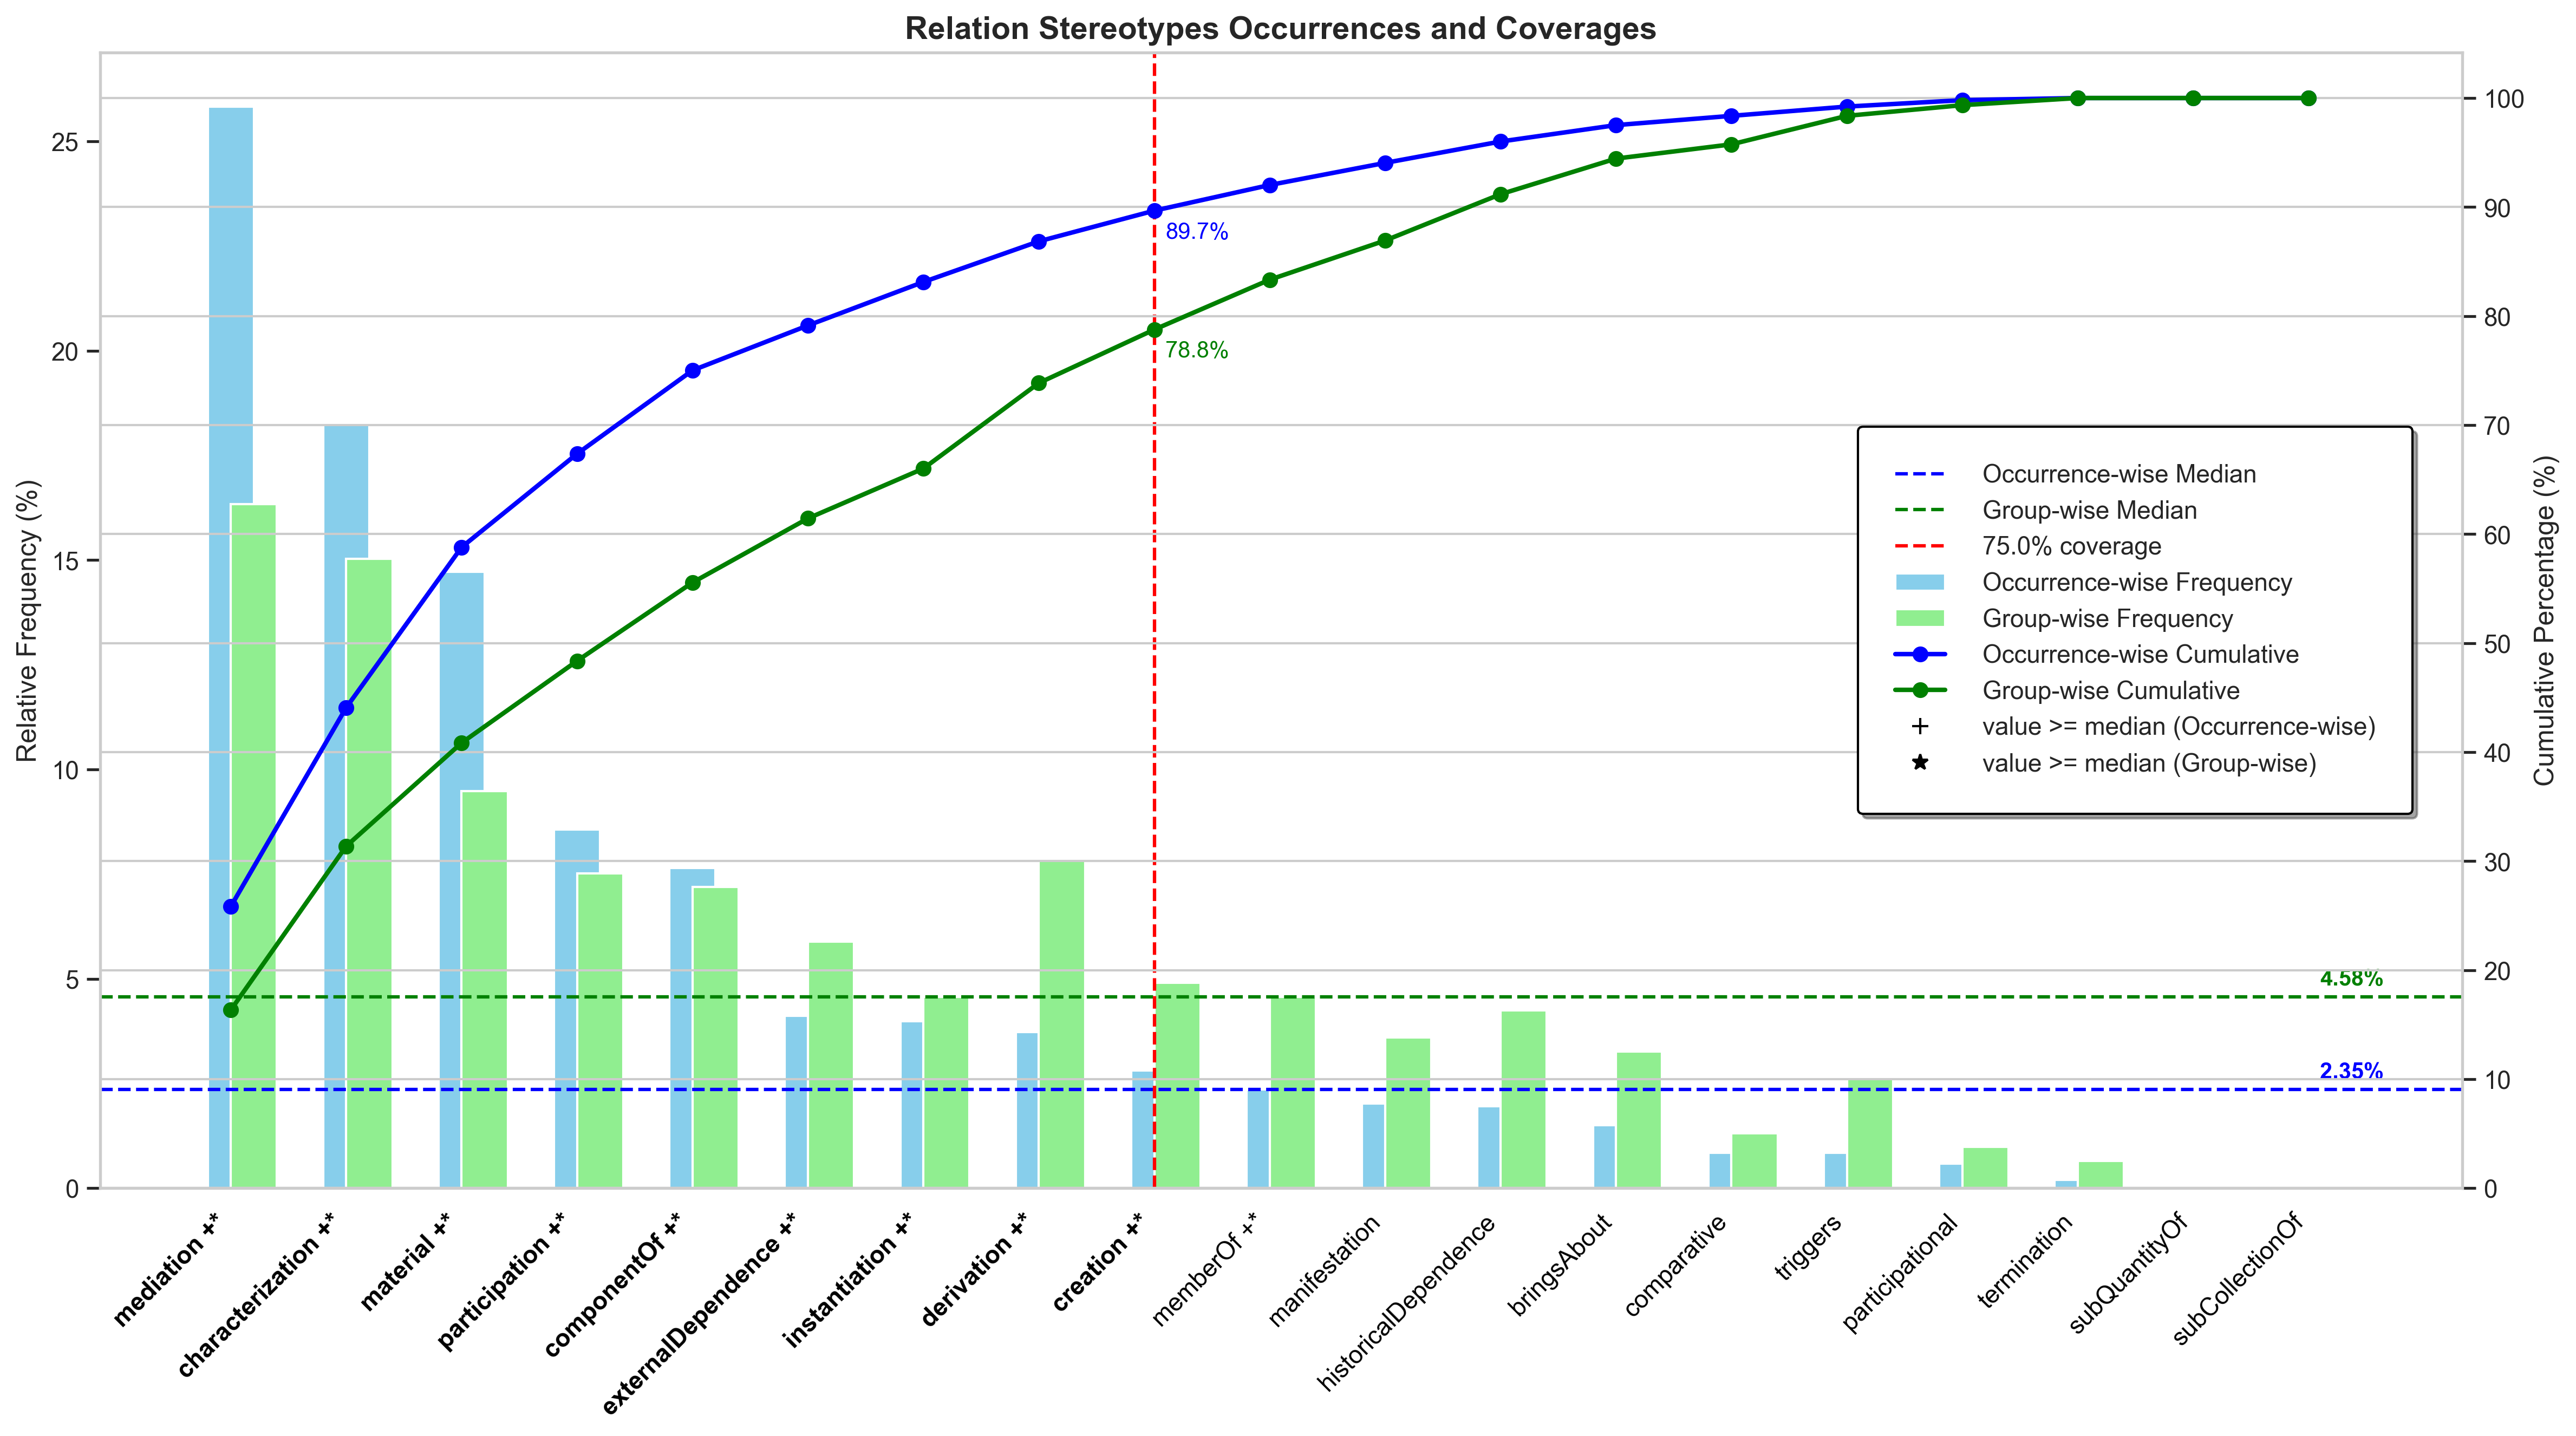 Relation Stereotypes Occurrences and Coverages
Relative Frequency (%)
25
20
15
10
5
0
Cumulative Percentage (%)
100
90
80
70
60
50
40
30
20
10
0
89.7%
78.8%
4.58%
2.35%
Occurrence-wise Median
Group-wise Median
75.0% coverage
Occurrence-wise Frequency
Group-wise Frequency
Occurrence-wise Cumulative
Group-wise Cumulative
value >= median (Occurrence-wise)
value >= median (Group-wise)
mediation +*
characterization +*
material +*
participation +*
componentOf +*
externalDependence +*
instantiation +*
derivation +*
creation +*
memberOf +*
manifestation
historicalDependence
bringsAbout
comparative
triggers
participational
termination
subQuantityOf
subCollectionOf